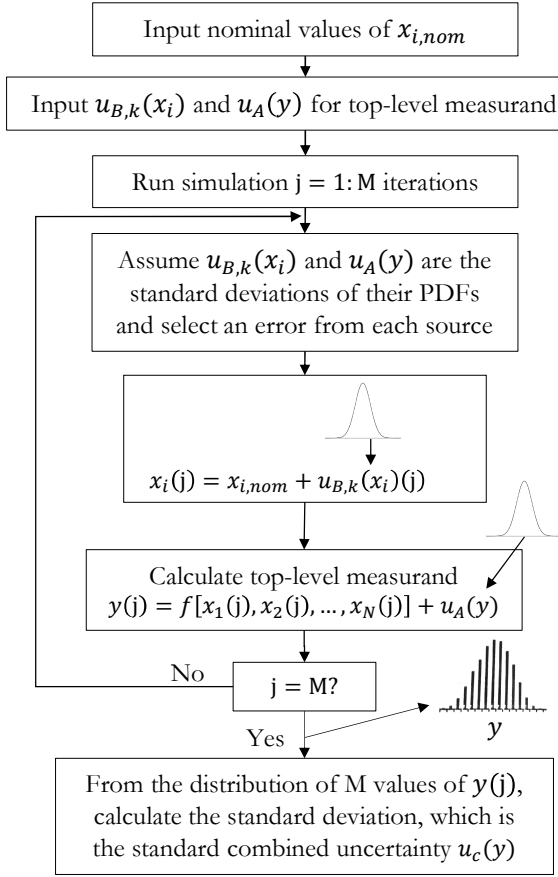 Input nominal values of x_{i,nom}
Input u_{B,k}(x_i) and u_A(y) for top-level measurand
Run simulation j = 1: M iterations
Assume u_{B,k}(x_i) and u_A(y) are the
standard deviations of their PDFs
and select an error from each source
x_i(j) = x_{i,nom} + u_{B,k}(x_i)(j)
Calculate top-level measurand
y(j) = f[x_1(j), x_2(j), … , x_N(j)] + u_A(y)
No
j = M?
y
Yes
From the distribution of M values of y(j),
calculate the standard deviation, which is
the standard combined uncertainty u_c(y)